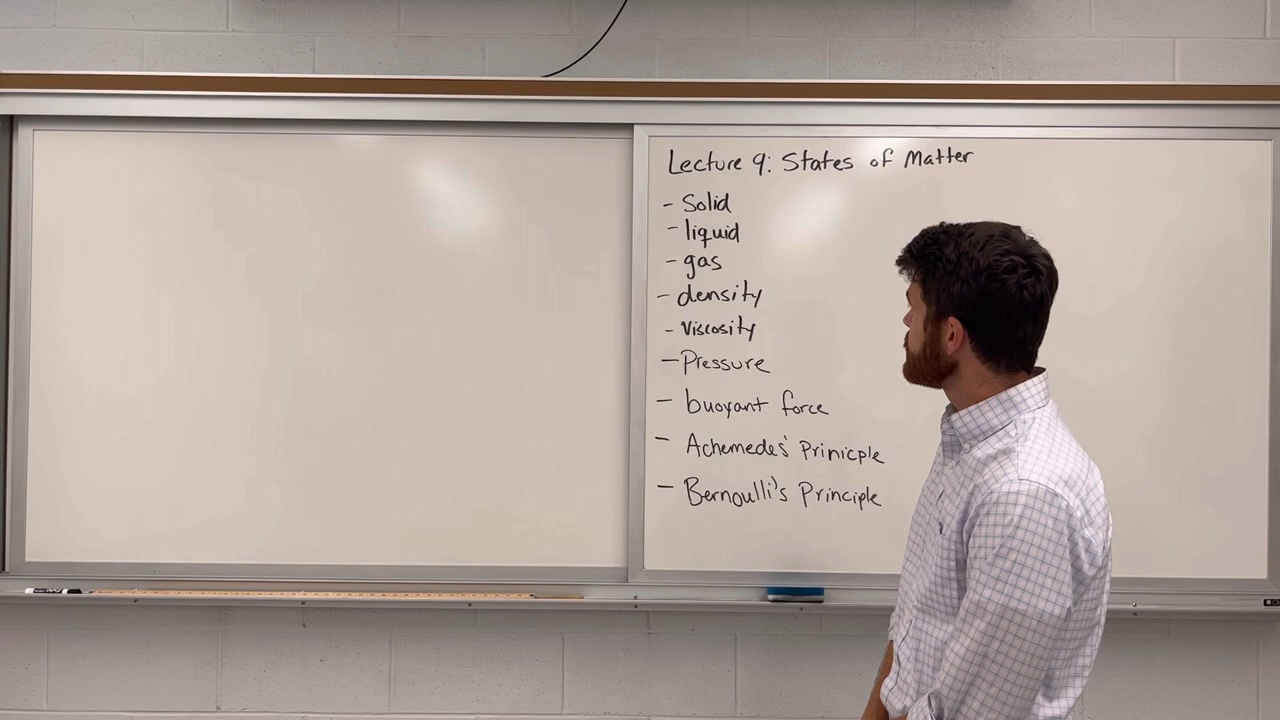 Lecture 9: States of Matter
- Solid
- liquid
- gas
- density
- viscosity
- Pressure
- buoyant force
- Achemedes' Prinicple
- Bernoulli's Principle